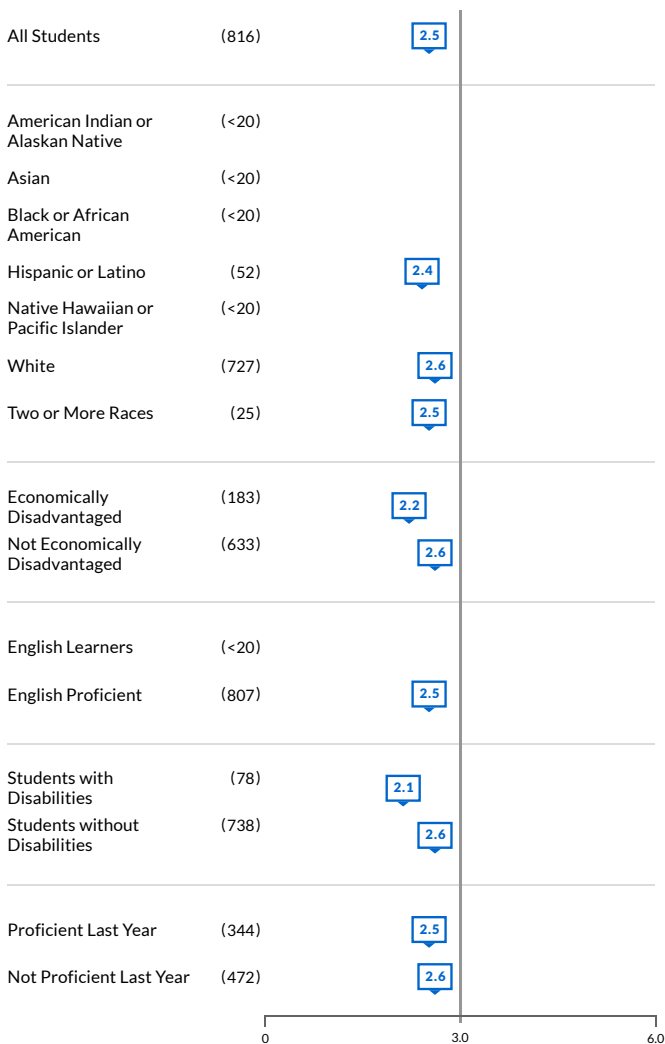 All Students (816) 2.5
American Indian or (<20)
Alaskan Native
Asian (<20)
Black or African (<20)
American
Hispanic or Latino (52) 2.4
Native Hawaiian or (<20)
Pacific Islander
White (727) 2.6
Two or More Races (25) 2.5
Economically (183) 2.2
Disadvantaged
Not Economically (633) 2.6
Disadvantaged
English Learners (<20)
English Proficient (807) 2.5
Students with (78) 2.1
Disabilities
Students without (738) 2.6
Disabilities
Proficient Last Year (344) 2.5
Not Proficient Last Year (472) 2.6
0 3.0 6.0